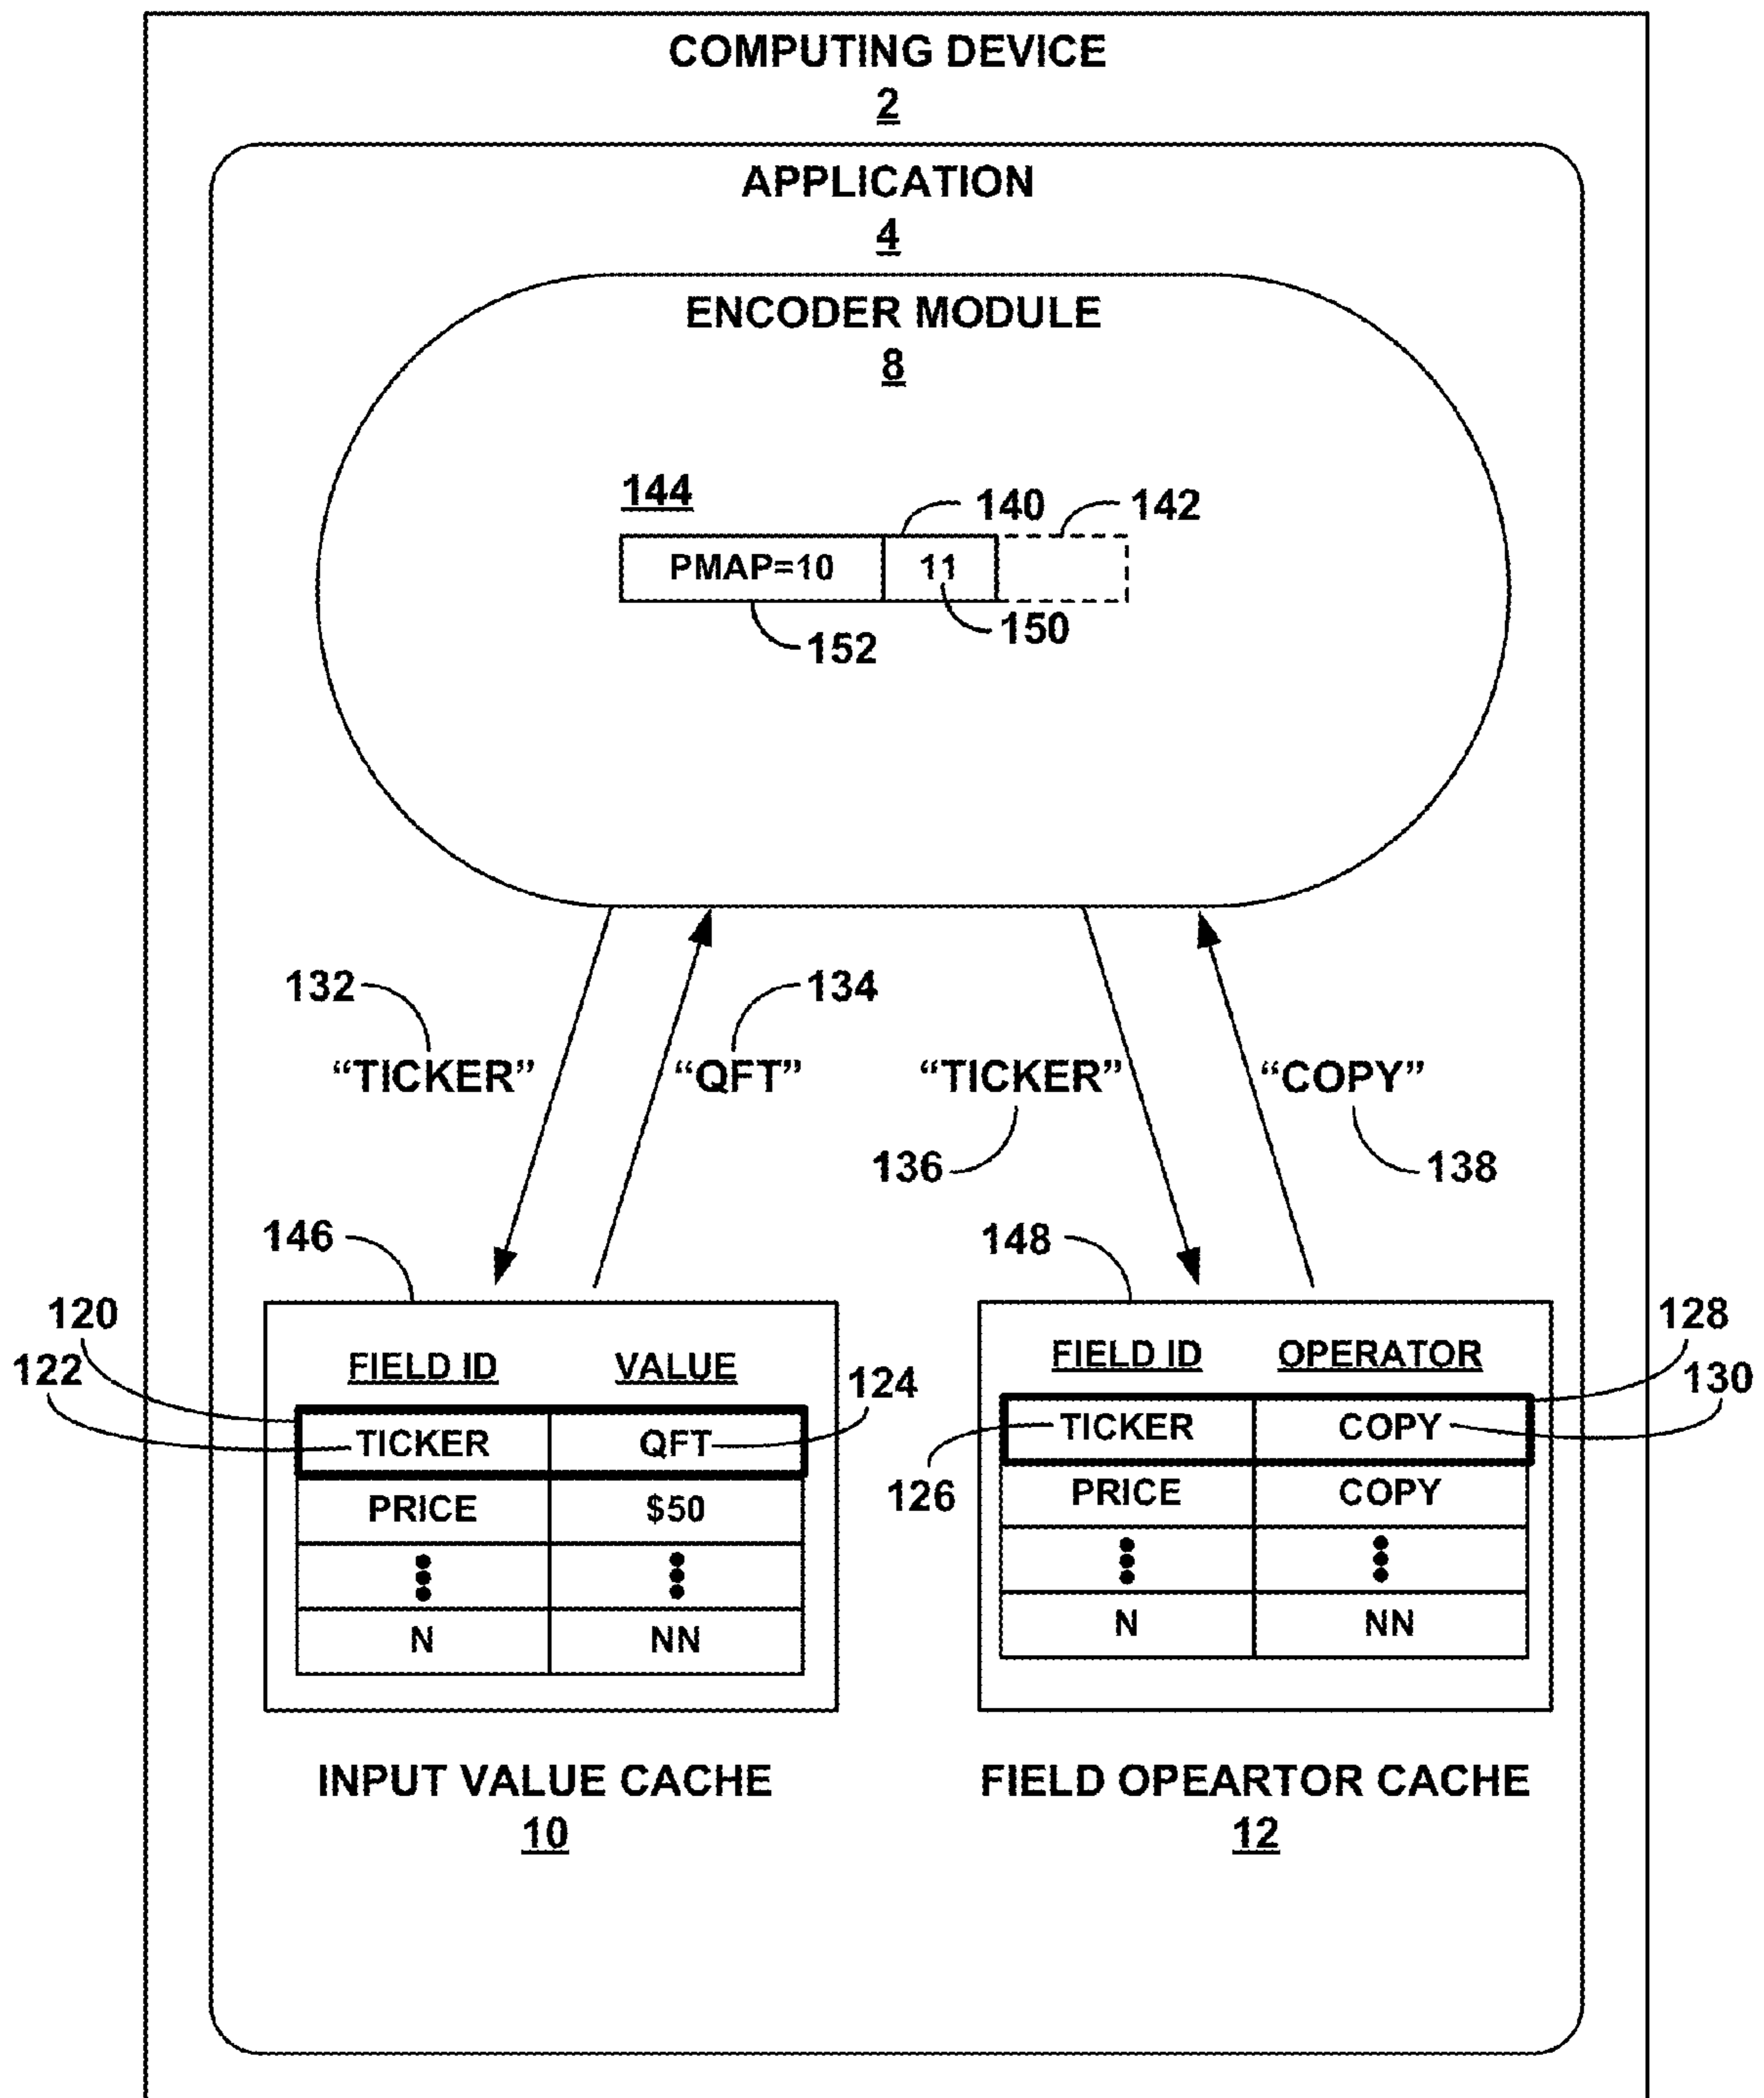 COMPUTING DEVICE
2
APPLICATION
4
ENCODER MODULE
8
144
140
142
PMAP=10
11
150
152
132
134
“TICKER”
“QFT”
“TICKER”
“COPY”
136
138
146
148
120
122
128
130
FIELD ID
VALUE
124
TICKER
QFT
PRICE
$50
N
NN
FIELD ID
OPERATOR
TICKER
COPY
126
PRICE
COPY
N
NN
INPUT VALUE CACHE
10
FIELD OPEARTOR CACHE
12